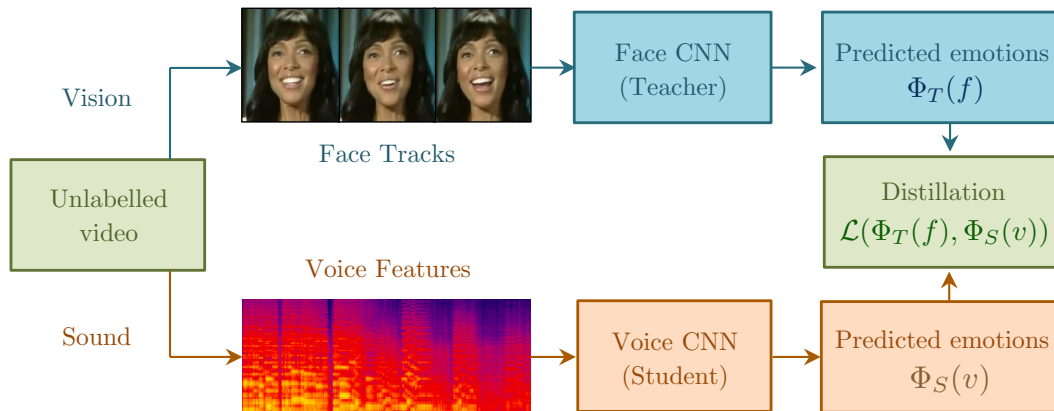 Vision
Face Tracks
Face CNN
(Teacher)
Predicted emotions
Φ_T(f)
Unlabelled
video
Distillation
ℒ(Φ_T(f), Φ_S(v))
Voice Features
Sound
Voice CNN
(Student)
Predicted emotions
Φ_S(v)